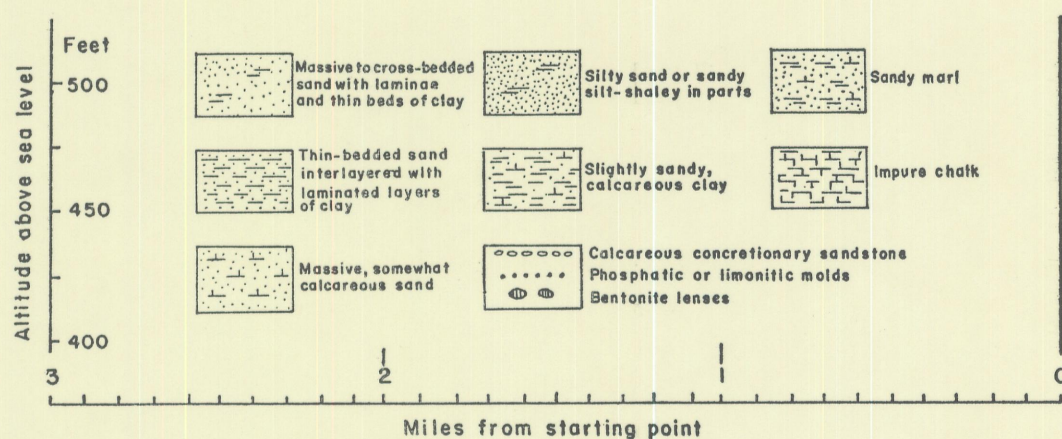 Altitude above sea level
Feet
500
450
400
Massive to cross-bedded
sand with laminae
and thin beds of clay
Thin-bedded sand
interlayered with
laminated layers
of clay
Massive, somewhat
calcareous sand
Silty sand or sandy
silt-shaley in parts
Slightly sandy,
calcareous clay
Calcareous concretionary sandstone
Phosphatic or limonitic molds
Bentonite lenses
Sandy marl
Impure chalk
3 2 1 0
Miles from starting point